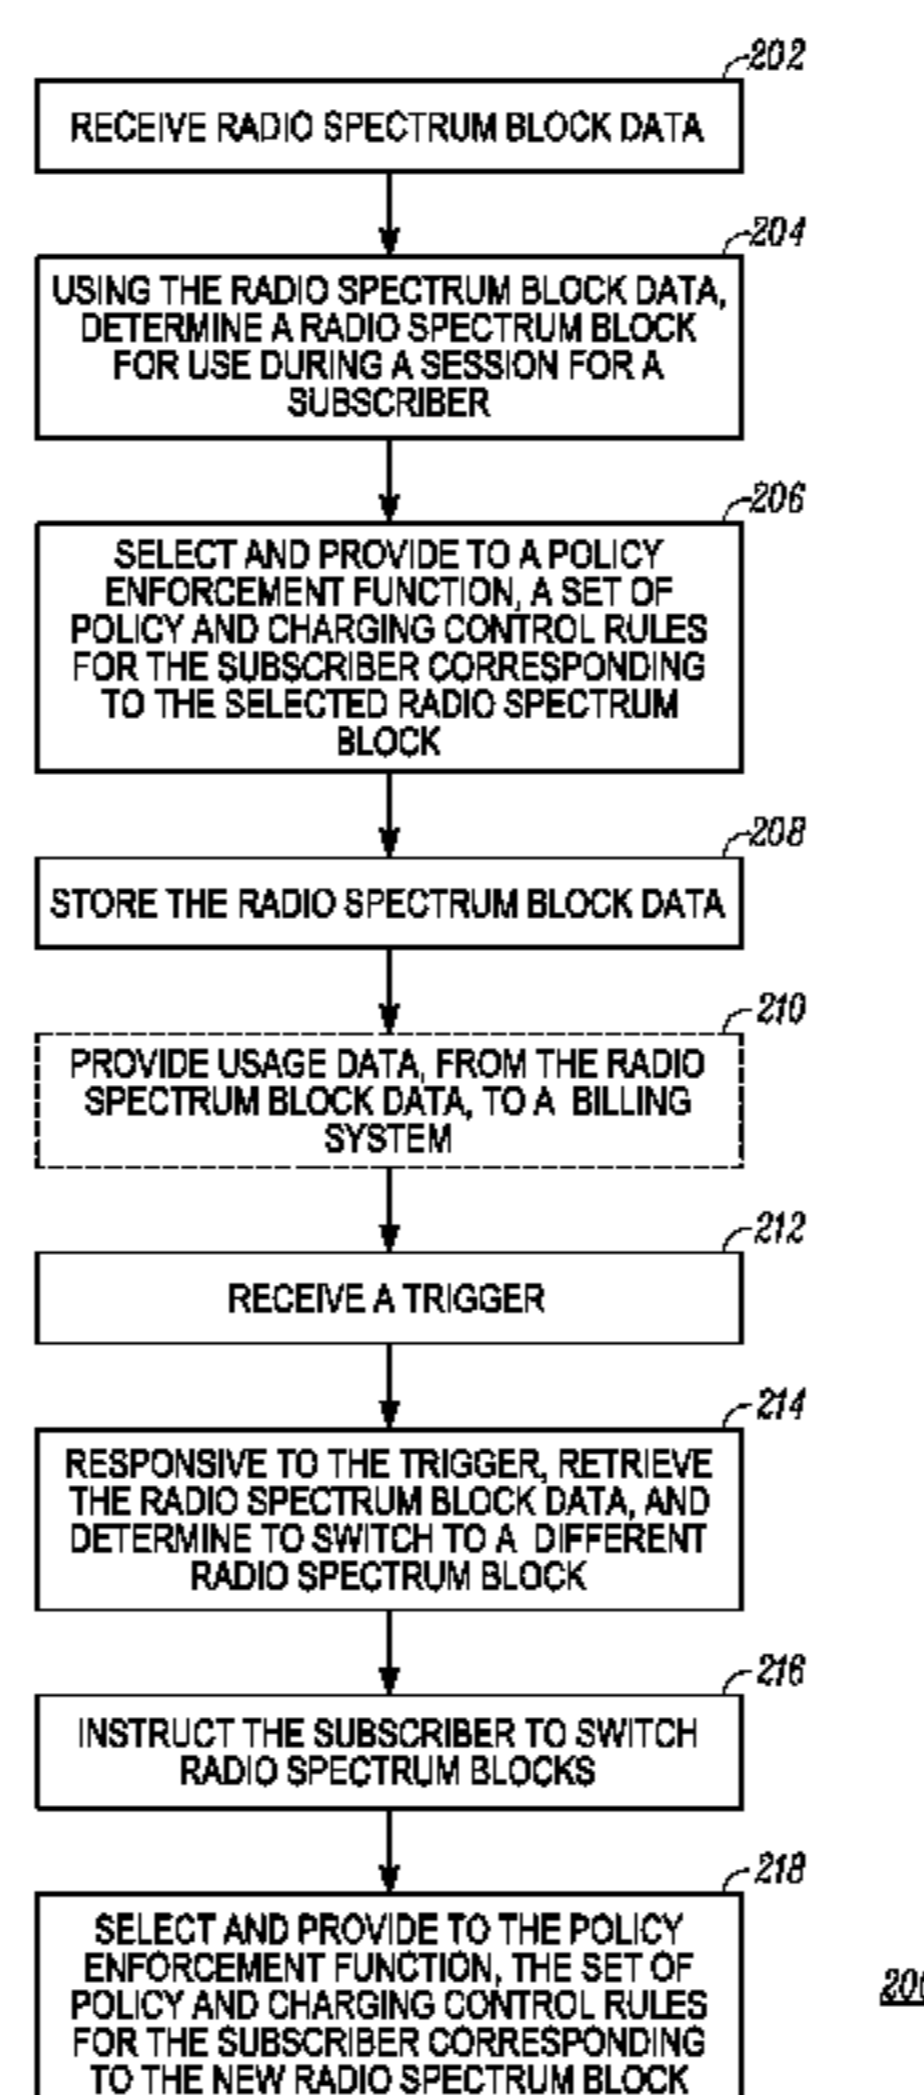 202
RECEIVE RADIO SPECTRUM BLOCK DATA
204
USING THE RADIO SPECTRUM BLOCK DATA,
DETERMINE A RADIO SPECTRUM BLOCK
FOR USE DURING A SESSION FOR A
SUBSCRIBER
206
SELECT AND PROVIDE TO A POLICY
ENFORCEMENT FUNCTION, A SET OF
POLICY AND CHARGING CONTROL RULES
FOR THE SUBSCRIBER CORRESPONDING
TO THE SELECTED RADIO SPECTRUM
BLOCK
208
STORE THE RADIO SPECTRUM BLOCK DATA
210
PROVIDE USAGE DATA, FROM THE RADIO
SPECTRUM BLOCK DATA, TO A BILLING
SYSTEM
212
RECEIVE A TRIGGER
214
RESPONSIVE TO THE TRIGGER, RETRIEVE
THE RADIO SPECTRUM BLOCK DATA, AND
DETERMINE TO SWITCH TO A DIFFERENT
RADIO SPECTRUM BLOCK
216
INSTRUCT THE SUBSCRIBER TO SWITCH
RADIO SPECTRUM BLOCKS
218
SELECT AND PROVIDE TO THE POLICY
ENFORCEMENT FUNCTION, THE SET OF
POLICY AND CHARGING CONTROL RULES
FOR THE SUBSCRIBER CORRESPONDING
TO THE NEW RADIO SPECTRUM BLOCK
200